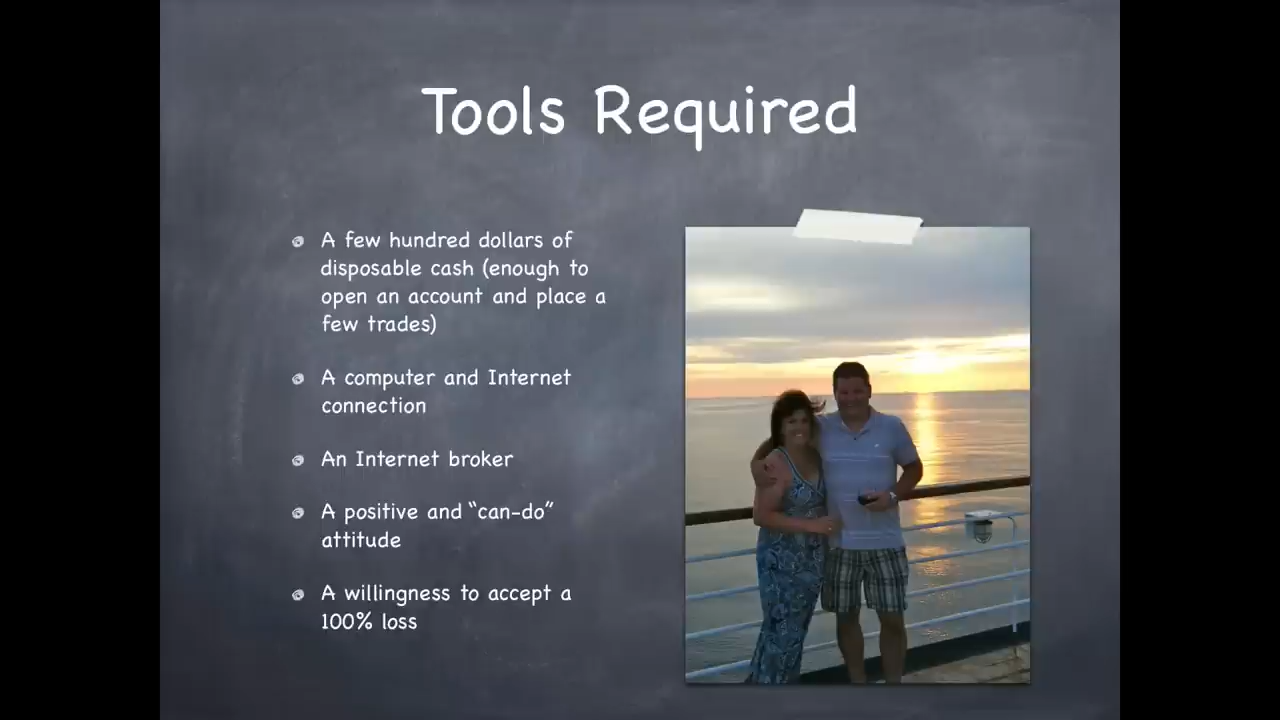 Tools Required
A few hundred dollars of
disposable cash (enough to
open an account and place a
few trades)
A computer and Internet
connection
An Internet broker
A positive and “can-do”
attitude
A willingness to accept a
100% loss